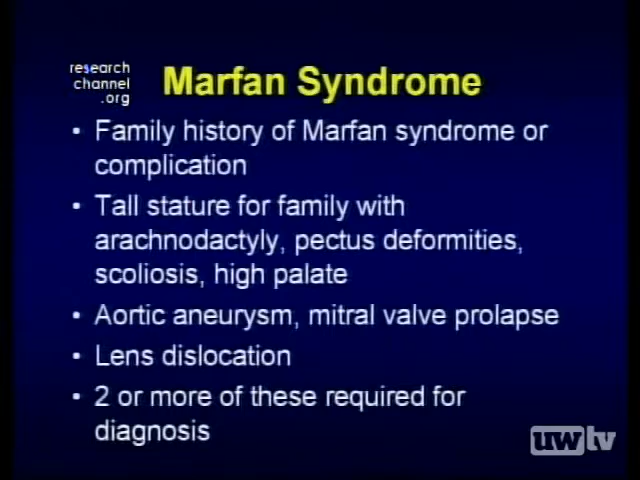 research
channel
.org
Marfan Syndrome
• Family history of Marfan syndrome or
complication
• Tall stature for family with
arachnodactyly, pectus deformities,
scoliosis, high palate
• Aortic aneurysm, mitral valve prolapse
• Lens dislocation
• 2 or more of these required for
diagnosis
uwtv